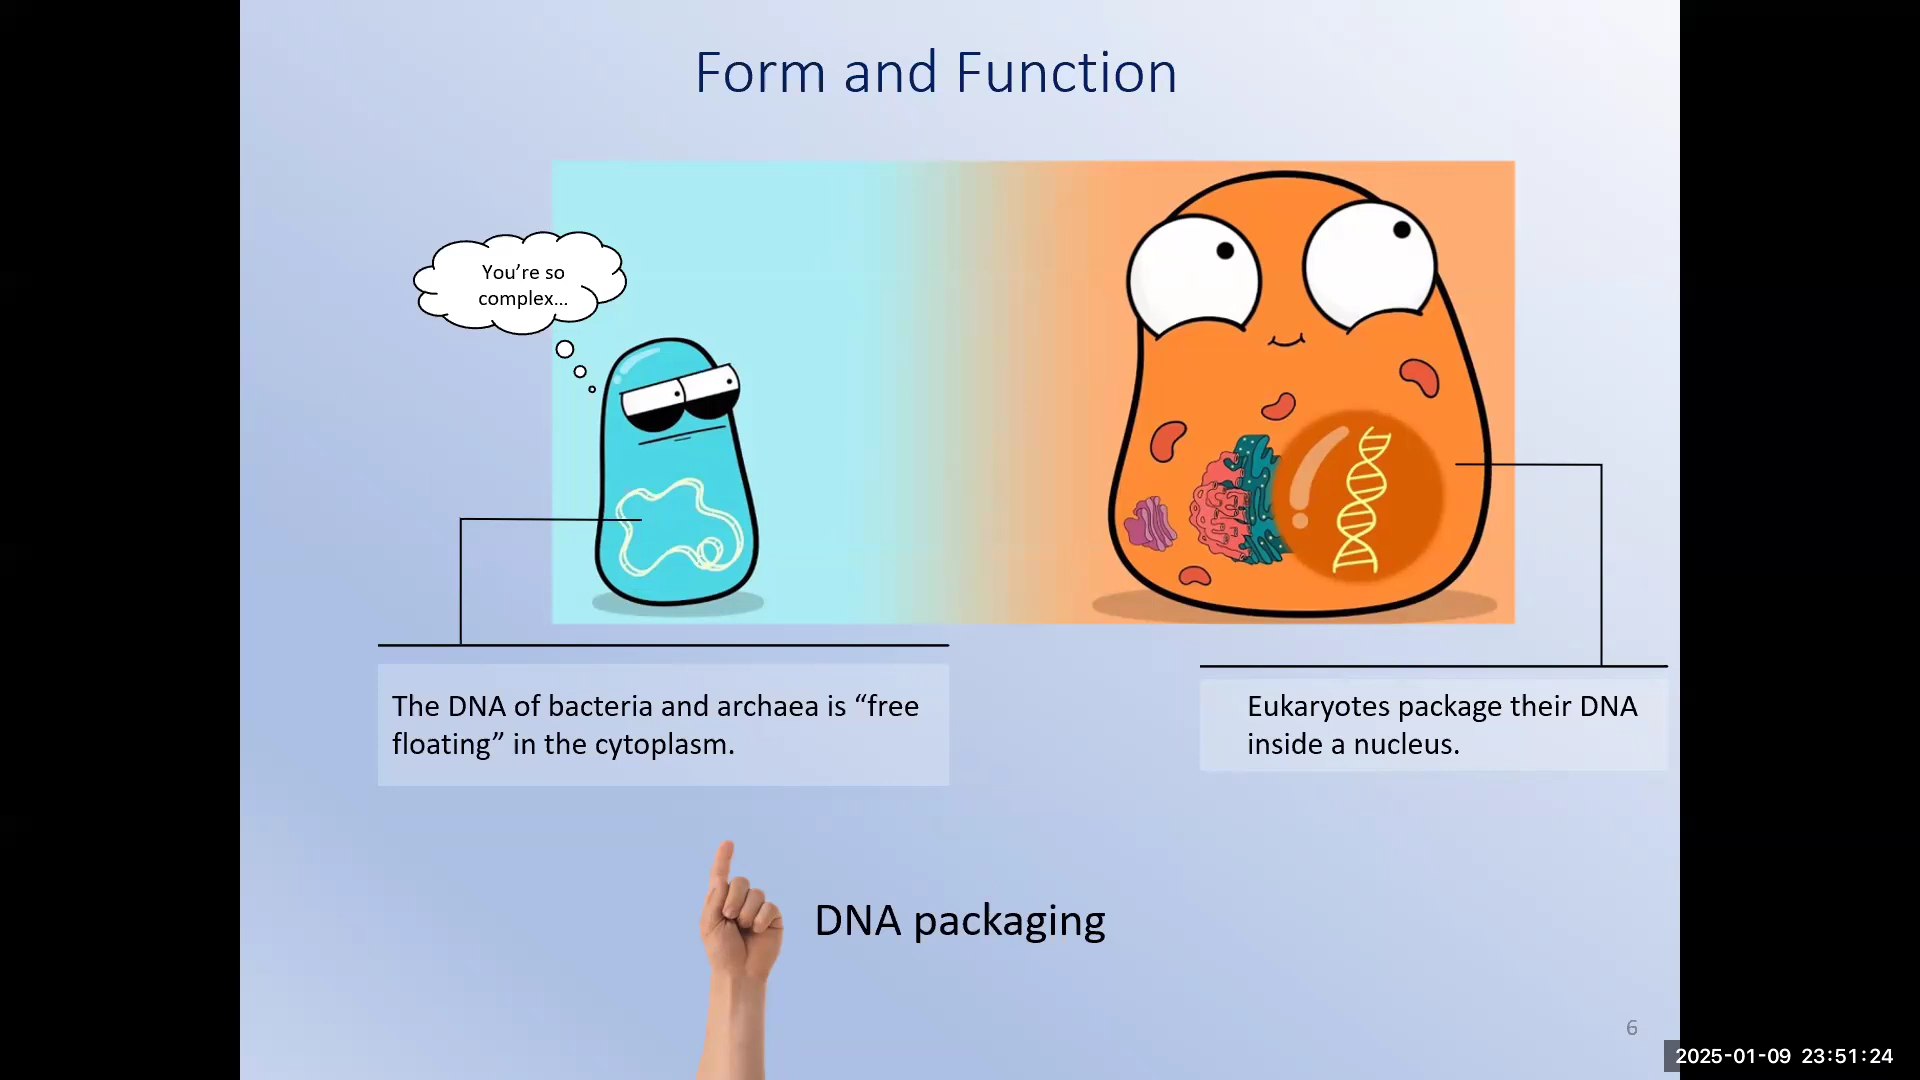 Form and Function
You’re so
complex...
The DNA of bacteria and archaea is “free
floating” in the cytoplasm.
Eukaryotes package their DNA
inside a nucleus.
DNA packaging
6
2025-01-09 23:51:24